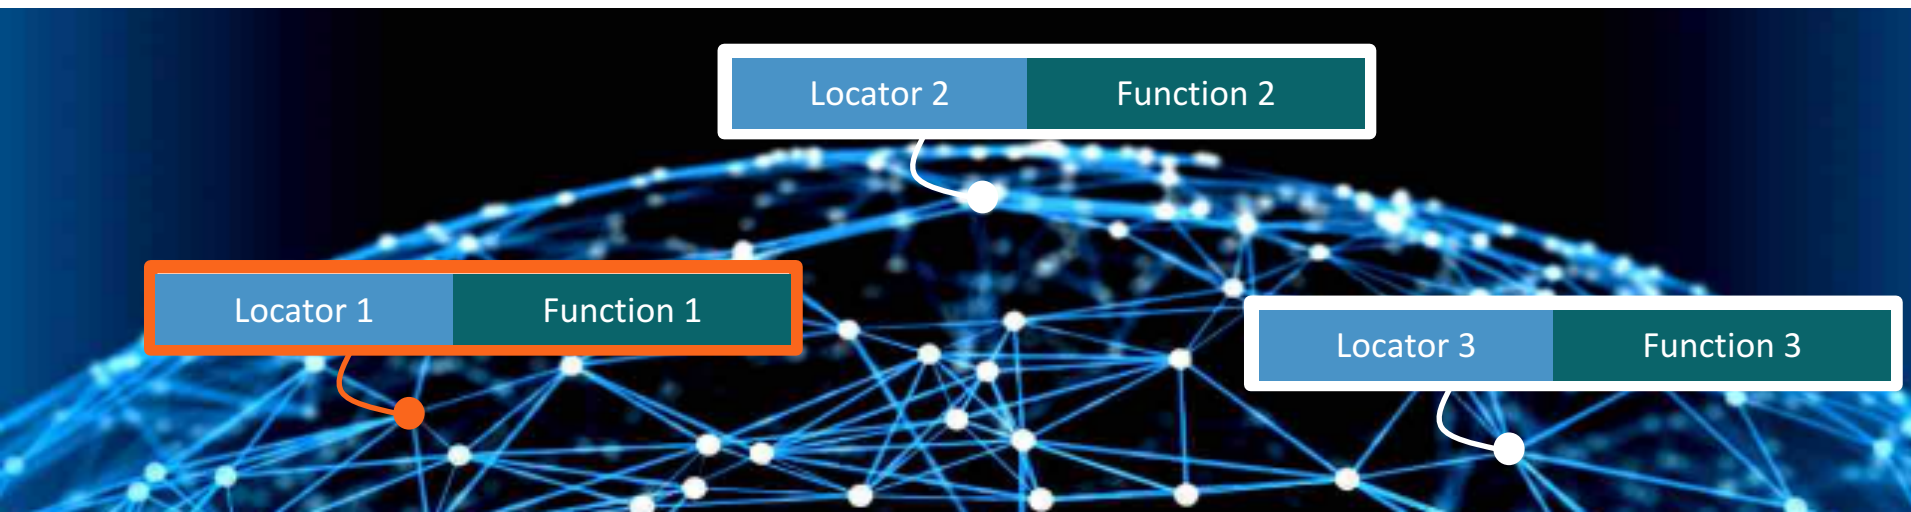 Locator 2 Function 2
Locator 1 Function 1
Locator 3 Function 3